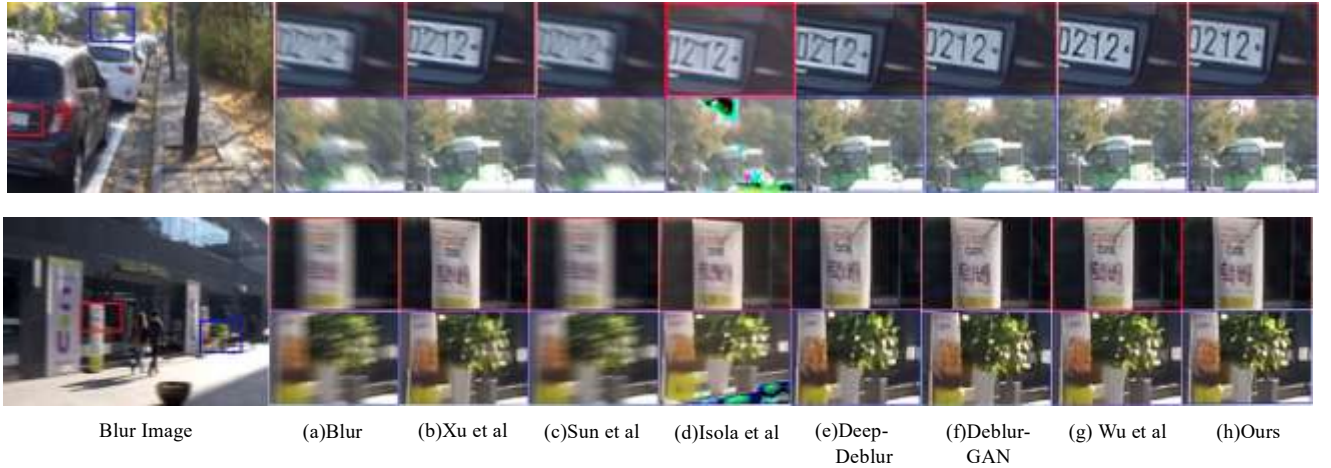 0212
0212
0212
0212
0212
0212
0212
Blur Image
(a)Blur
(b)Xu et al
(c)Sun et al
(d)Isola et al
(e)Deep-
Deblur
(f)Deblur-
GAN
(g) Wu et al
(h)Ours